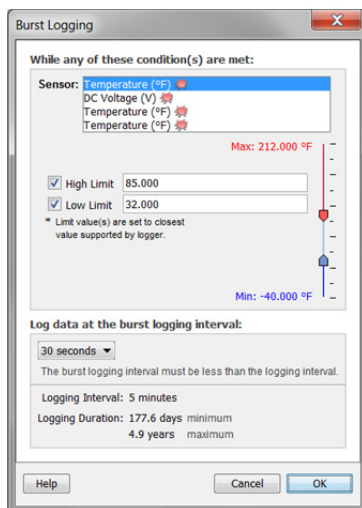 Burst Logging
While any of these condition(s) are met:
Sensor: Temperature (°F)
DC Voltage (V)
Temperature (°F)
Temperature (°F)
Max: 212.000 °F
High Limit 85.000
Low Limit 32.000
* Limit value(s) are set to closest
value supported by logger.
Min: -40.000 °F
Log data at the burst logging interval:
30 seconds
The burst logging interval must be less than the logging interval.
Logging Interval: 5 minutes
Logging Duration: 177.6 days minimum
4.9 years maximum
Help
Cancel
OK